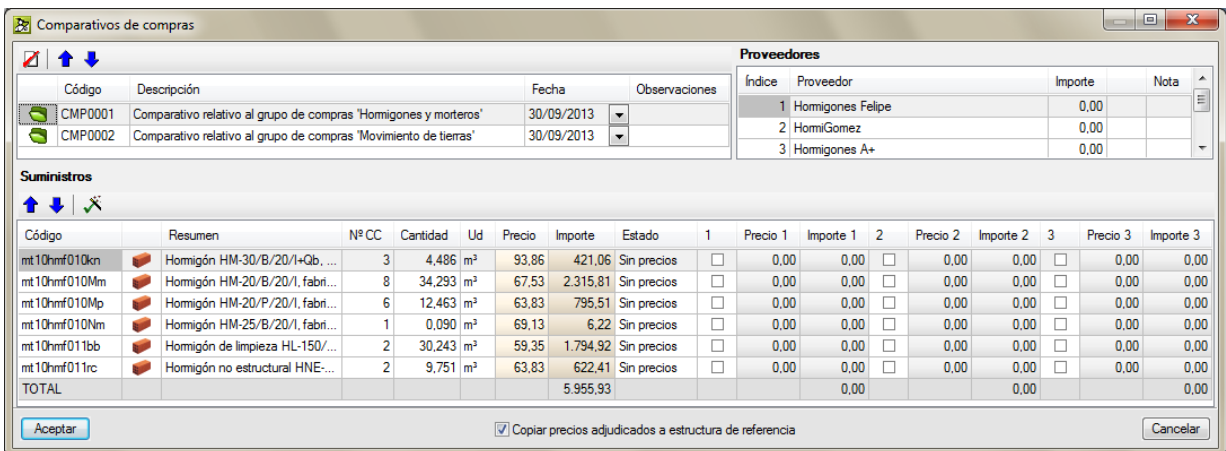 Comparativos de compras
Proveedores
Código Descripción Fecha Observaciones
CMP0001 Comparativo relativo al grupo de compras 'Hormigones y morteros' 30/09/2013
CMP0002 Comparativo relativo al grupo de compras 'Movimiento de tierras' 30/09/2013
Índice Proveedor Importe Nota
1 Hormigones Felipe 0,00
2 HormiGomez 0,00
3 Hormigones A+ 0,00
Suministros
Código Resumen Nº CC Cantidad Ud Precio Importe Estado 1 Precio 1 Importe 1 2 Precio 2 Importe 2 3 Precio 3 Importe 3
mt10hmf010kn Hormigón HM-30/B/20/I+Qb, ... 3 4,486 m³ 93,86 421,06 Sin precios 0,00 0,00 0,00 0,00 0,00 0,00
mt10hmf010Mm Hormigón HM-20/B/20/I, fabri... 8 34,293 m³ 67,53 2.315,81 Sin precios 0,00 0,00 0,00 0,00 0,00 0,00
mt10hmf010Mp Hormigón HM-20/P/20/I, fabri... 6 12,463 m³ 63,83 795,51 Sin precios 0,00 0,00 0,00 0,00 0,00 0,00
mt10hmf010Nm Hormigón HM-25/B/20/I, fabri... 1 0,090 m³ 69,13 6,22 Sin precios 0,00 0,00 0,00 0,00 0,00 0,00
mt10hmf011bb Hormigón de limpieza HL-150/... 2 30,243 m³ 59,35 1.794,92 Sin precios 0,00 0,00 0,00 0,00 0,00 0,00
mt10hmf011rc Hormigón no estructural HNE-... 2 9,751 m³ 63,83 622,41 Sin precios 0,00 0,00 0,00 0,00 0,00 0,00
TOTAL 5.955,93 0,00 0,00 0,00
Aceptar Copiar precios adjudicados a estructura de referencia Cancelar